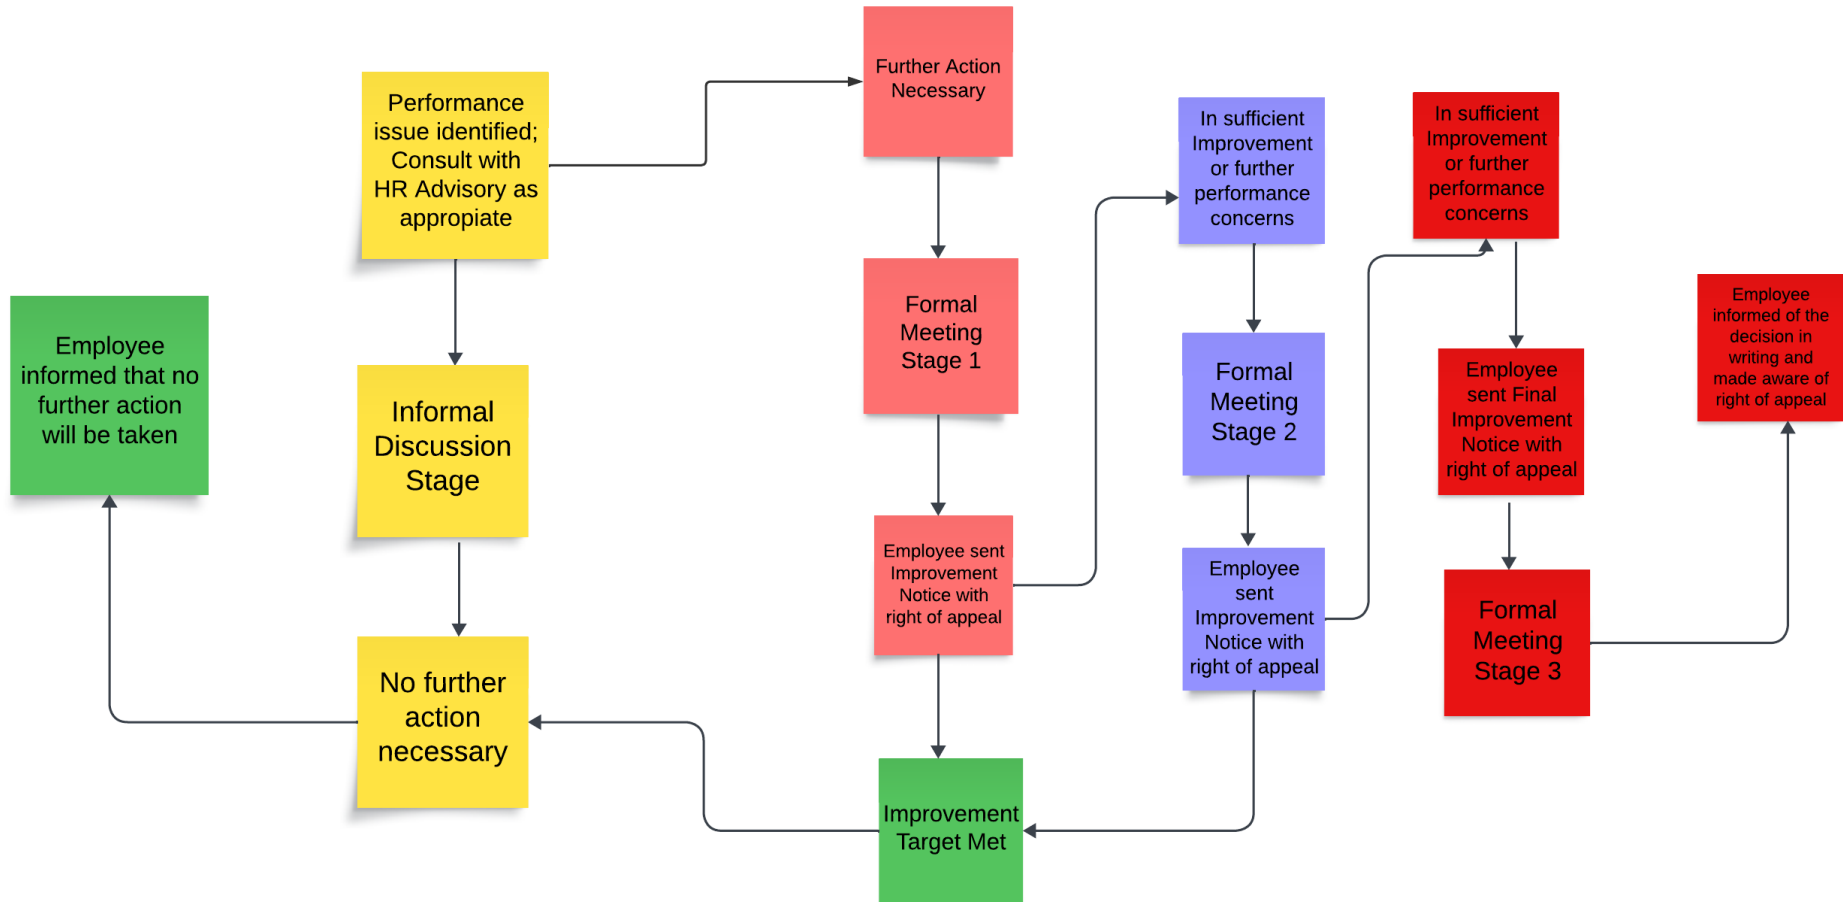 Further Action
Necessary
Performance
issue identified;
Consult with
HR Advisory as
appropiate
In sufficient
Improvement
or further
performance
concerns
In sufficient
Improvement
or further
performance
concerns
Employee
informed that no
further action
will be taken
Informal
Discussion
Stage
Formal
Meeting
Stage 1
Formal
Meeting
Stage 2
Employee
sent Final
Improvement
Notice with
right of appeal
Employee
informed of the
decision in
writing and
made aware of
right of appeal
No further
action
necessary
Employee sent
Improvement
Notice with
right of appeal
Employee
sent
Improvement
Notice with
right of appeal
Formal
Meeting
Stage 3
Improvement
Target Met